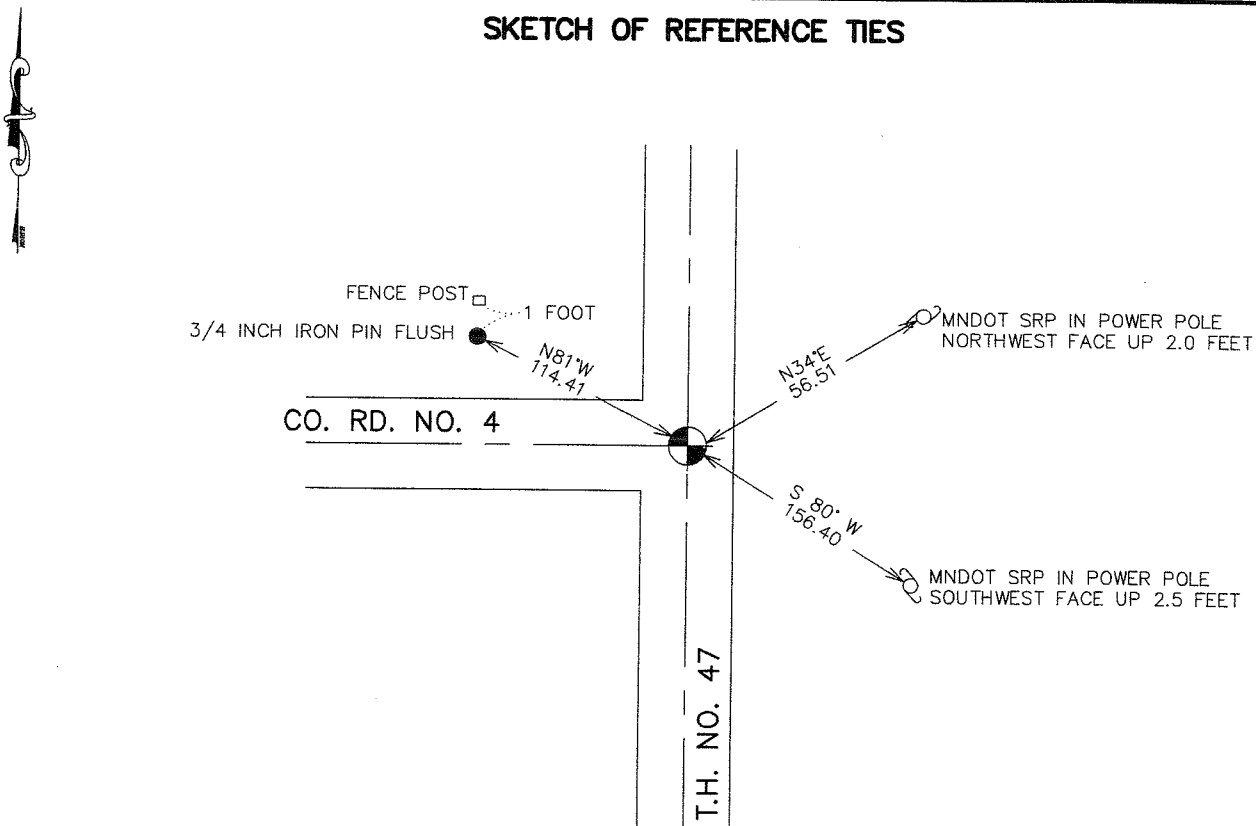 SKETCH OF REFERENCE TIES
FENCE POST
1 FOOT
3/4 INCH IRON PIN FLUSH
N81°W
114.41
N34°E
56.51
MNDOT SRP IN POWER POLE
NORTHWEST FACE UP 2.0 FEET
CO. RD. NO. 4
S 80° W
156.40
MNDOT SRP IN POWER POLE
SOUTHWEST FACE UP 2.5 FEET
T.H. NO. 47